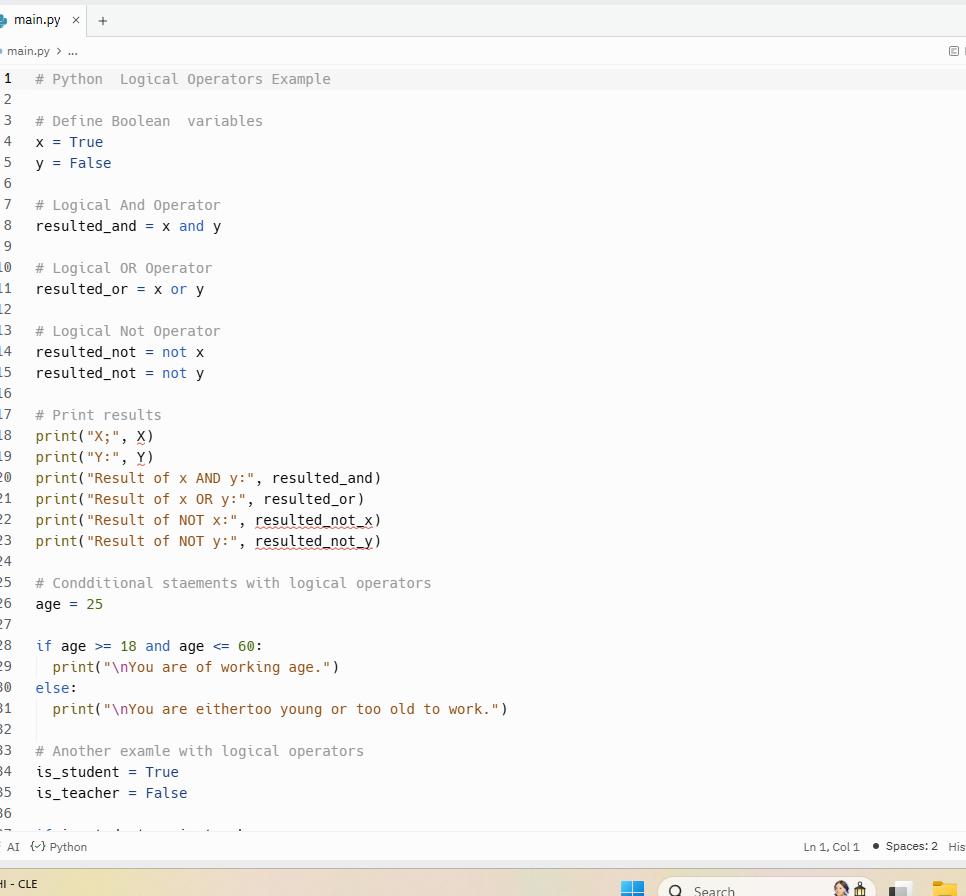 main.py × +
main.py > ...
1 # Python  Logical Operators Example
2
3 # Define Boolean  variables
4 x = True
5 y = False
6
7 # Logical And Operator
8 resulted_and = x and y
9
10 # Logical OR Operator
11 resulted_or = x or y
12
13 # Logical Not Operator
14 resulted_not = not x
15 resulted_not = not y
16
17 # Print results
18 print("X;", X)
19 print("Y:", Y)
20 print("Result of x AND y:", resulted_and)
21 print("Result of x OR y:", resulted_or)
22 print("Result of NOT x:", resulted_not_x)
23 print("Result of NOT y:", resulted_not_y)
24
25 # Condditional staements with logical operators
26 age = 25
27
28 if age >= 18 and age <= 60:
29   print("\nYou are of working age.")
30 else:
31   print("\nYou are eithertoo young or too old to work.")
32
33 # Another examle with logical operators
34 is_student = True
35 is_teacher = False
36
AI {✓} Python Ln 1, Col 1 ● Spaces: 2 His
HI - CLE
Search